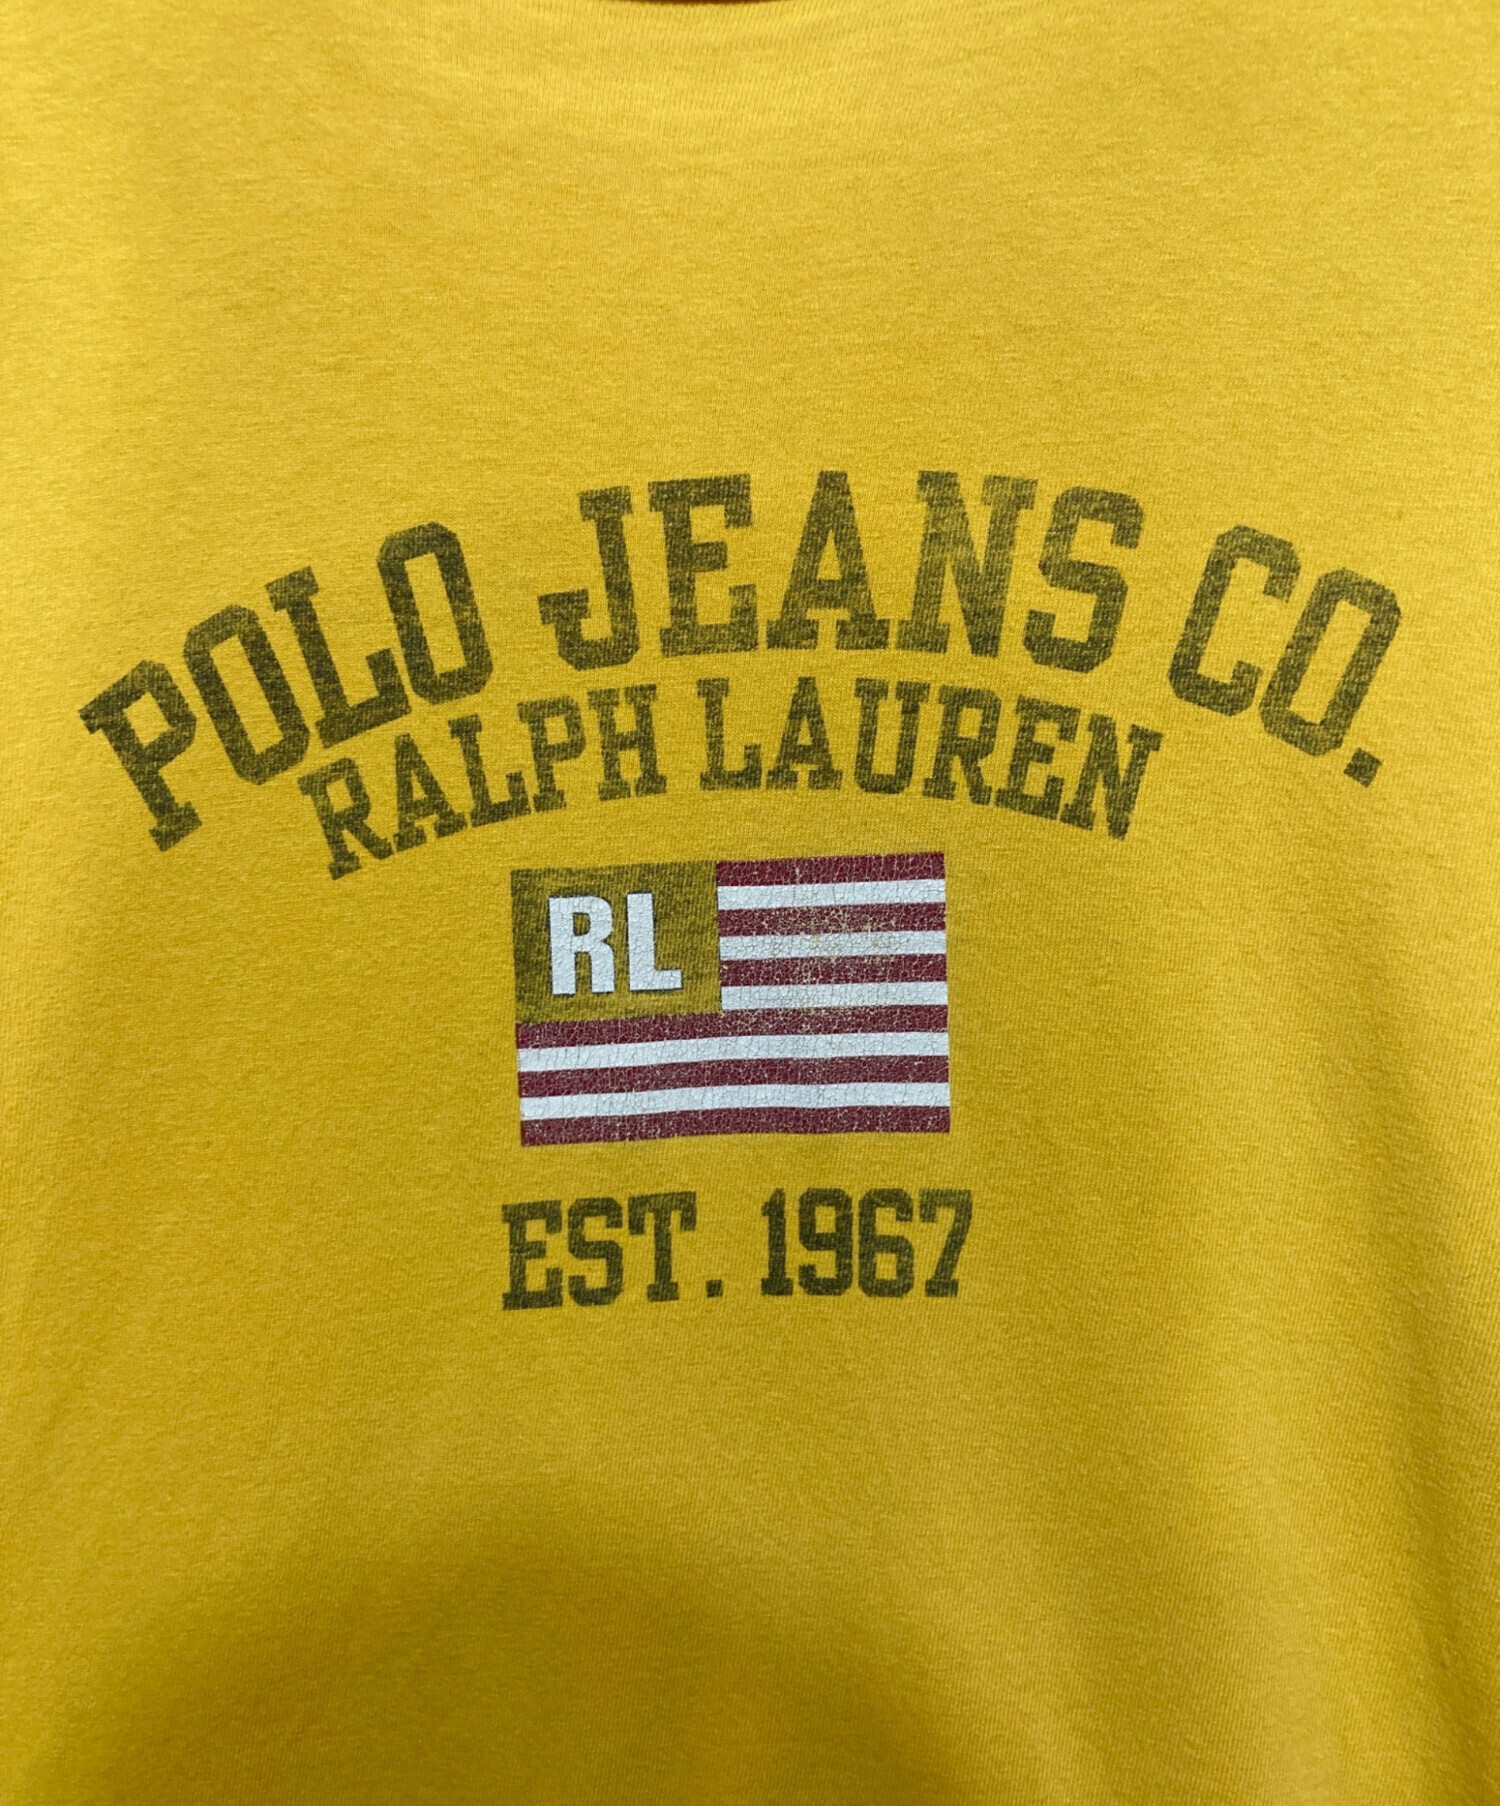 POLO JEANS CO.
RALPH LAUREN
RL
EST. 1967